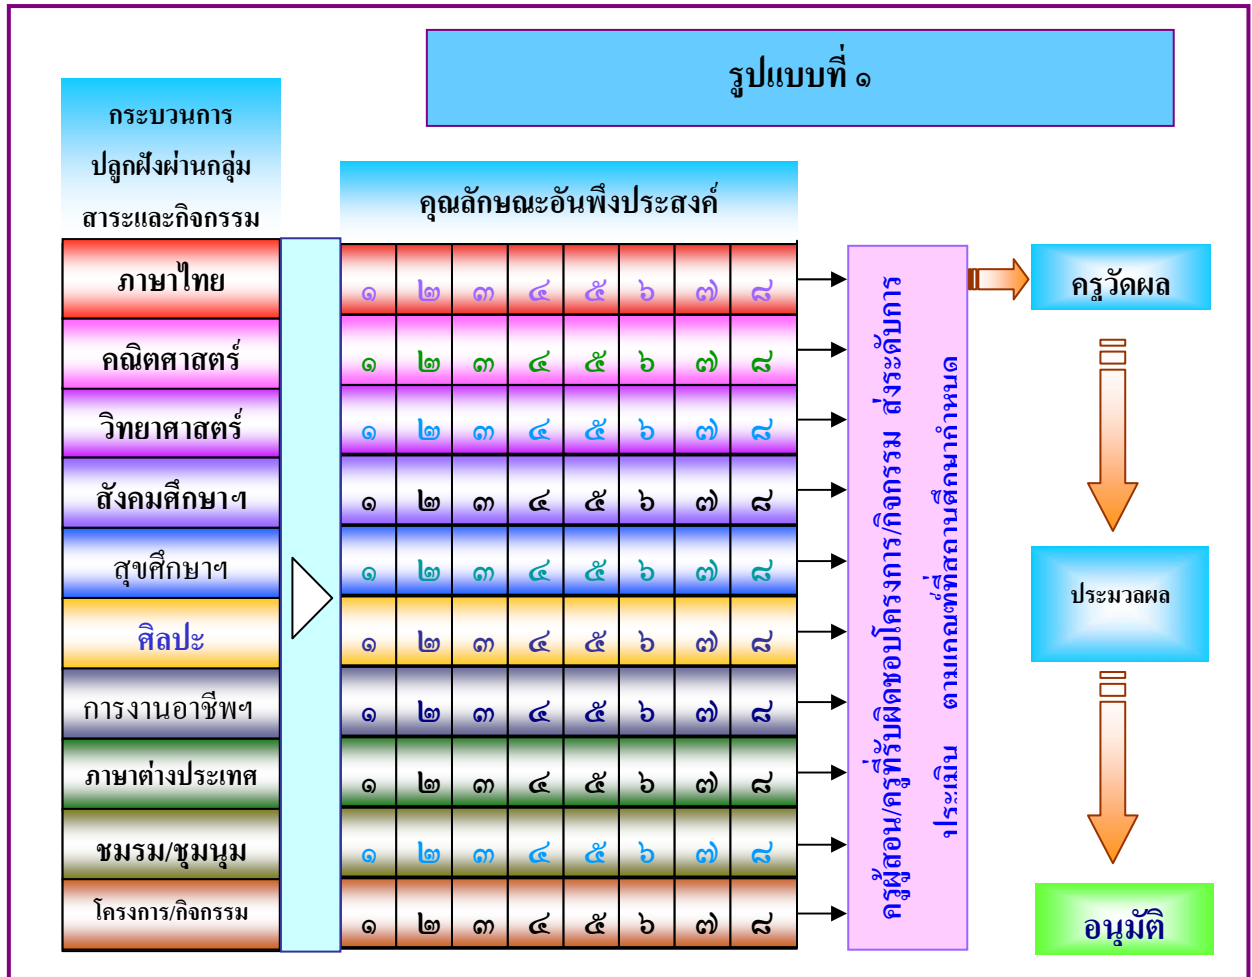 รูปแบบที่ ๑
กระบวนการ
ปลูกฝังผ่านกลุ่ม
สาระและกิจกรรม
คุณลักษณะอันพึงประสงค์
ภาษาไทย
๑ ๒ ๓ ๔ ๕ ๖ ๗ ๘
คณิตศาสตร์
๑ ๒ ๓ ๔ ๕ ๖ ๗ ๘
วิทยาศาสตร์
๑ ๒ ๓ ๔ ๕ ๖ ๗ ๘
สังคมศึกษาฯ
๑ ๒ ๓ ๔ ๕ ๖ ๗ ๘
สุขศึกษาฯ
๑ ๒ ๓ ๔ ๕ ๖ ๗ ๘
ศิลปะ
๑ ๒ ๓ ๔ ๕ ๖ ๗ ๘
การงานอาชีพฯ
๑ ๒ ๓ ๔ ๕ ๖ ๗ ๘
ภาษาต่างประเทศ
๑ ๒ ๓ ๔ ๕ ๖ ๗ ๘
ชมรม/ชุมนุม
๑ ๒ ๓ ๔ ๕ ๖ ๗ ๘
โครงการ/กิจกรรม
๑ ๒ ๓ ๔ ๕ ๖ ๗ ๘
ครูผู้สอน/ครูที่รับผิดชอบโครงการ/กิจกรรม ส่งระดับการ
ประเมิน ตามเกณฑ์ที่สถานศึกษากำหนด
ครูวัดผล
ประมวลผล
อนุมัติ